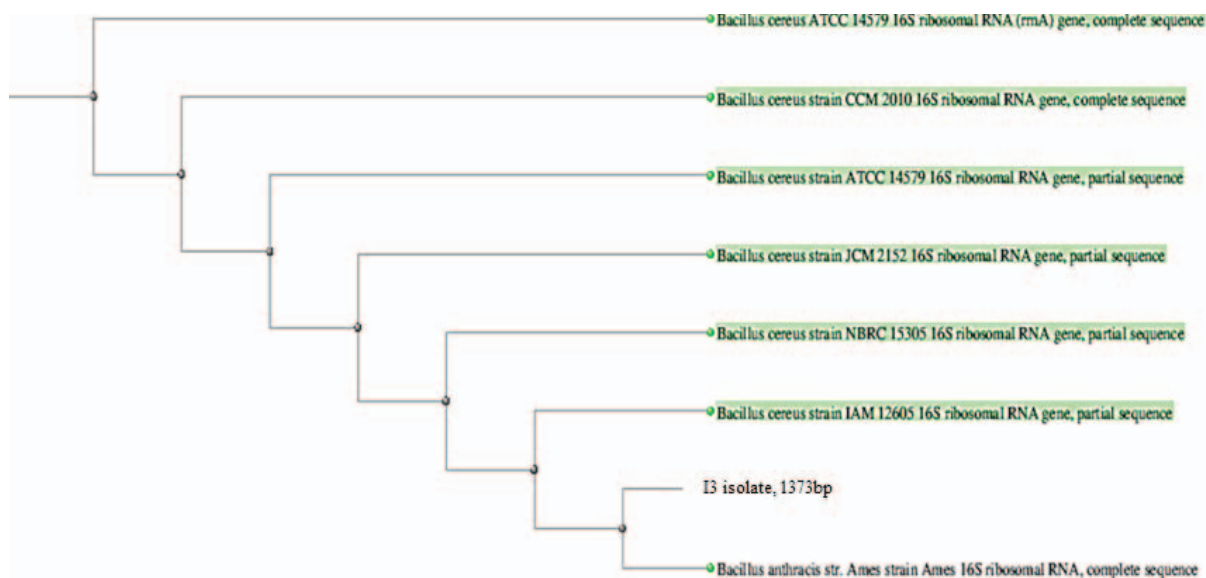 Bacillus cereus ATCC 14579 16S ribosomal RNA (rrnA) gene, complete sequence
Bacillus cereus strain CCM 2010 16S ribosomal RNA gene, complete sequence
Bacillus cereus strain ATCC 14579 16S ribosomal RNA gene, partial sequence
Bacillus cereus strain JCM 2152 16S ribosomal RNA gene, partial sequence
Bacillus cereus strain NBRC 15305 16S ribosomal RNA gene, partial sequence
Bacillus cereus strain IAM 12605 16S ribosomal RNA gene, partial sequence
I3 isolate, 1373bp
Bacillus anthracis str. Ames strain Ames 16S ribosomal RNA, complete sequence